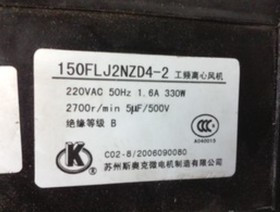 150FLJ2NZD4-2 工频离心风机
220VAC 50Hz 1.6A 330W
2700r/min 5μF/500V
绝缘等级 B
CCC
A040015
K
C02-8/2006090080
苏州斯奥克微电机制造有限公司